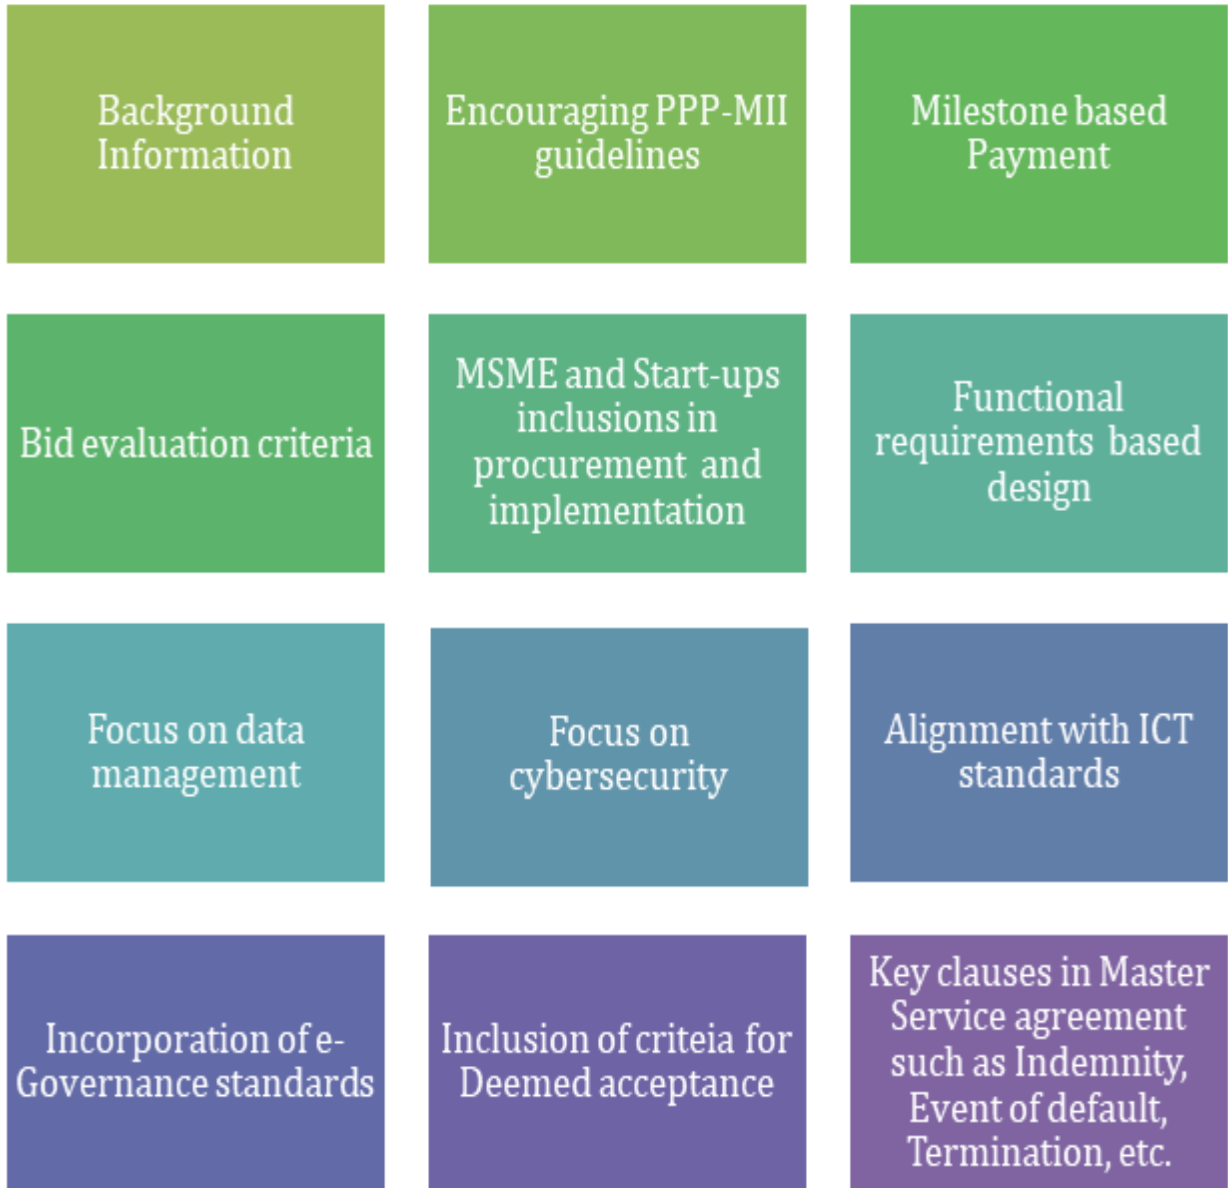 Background
Information
Encouraging PPP-MII
guidelines
Milestone based
Payment
Bid evaluation criteria
MSME and Start-ups
inclusions in
procurement and
implementation
Functional
requirements based
design
Focus on data
management
Focus on
cybersecurity
Alignment with ICT
standards
Incorporation of e-
Governance standards
Inclusion of criteia for
Deemed acceptance
Key clauses in Master
Service agreement
such as Indemnity,
Event of default,
Termination, etc.